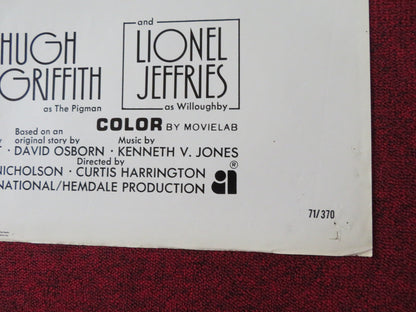 HUGH
GRIFFITH
as The Pigman
and
LIONEL
JEFFRIES
as Willoughby
COLOR BY MOVIELAB
Based on an
original story by
Music by
· DAVID OSBORN · KENNETH V. JONES
Directed by
NICHOLSON · CURTIS HARRINGTON
NATIONAL/HEMDALE PRODUCTION
®
71/370